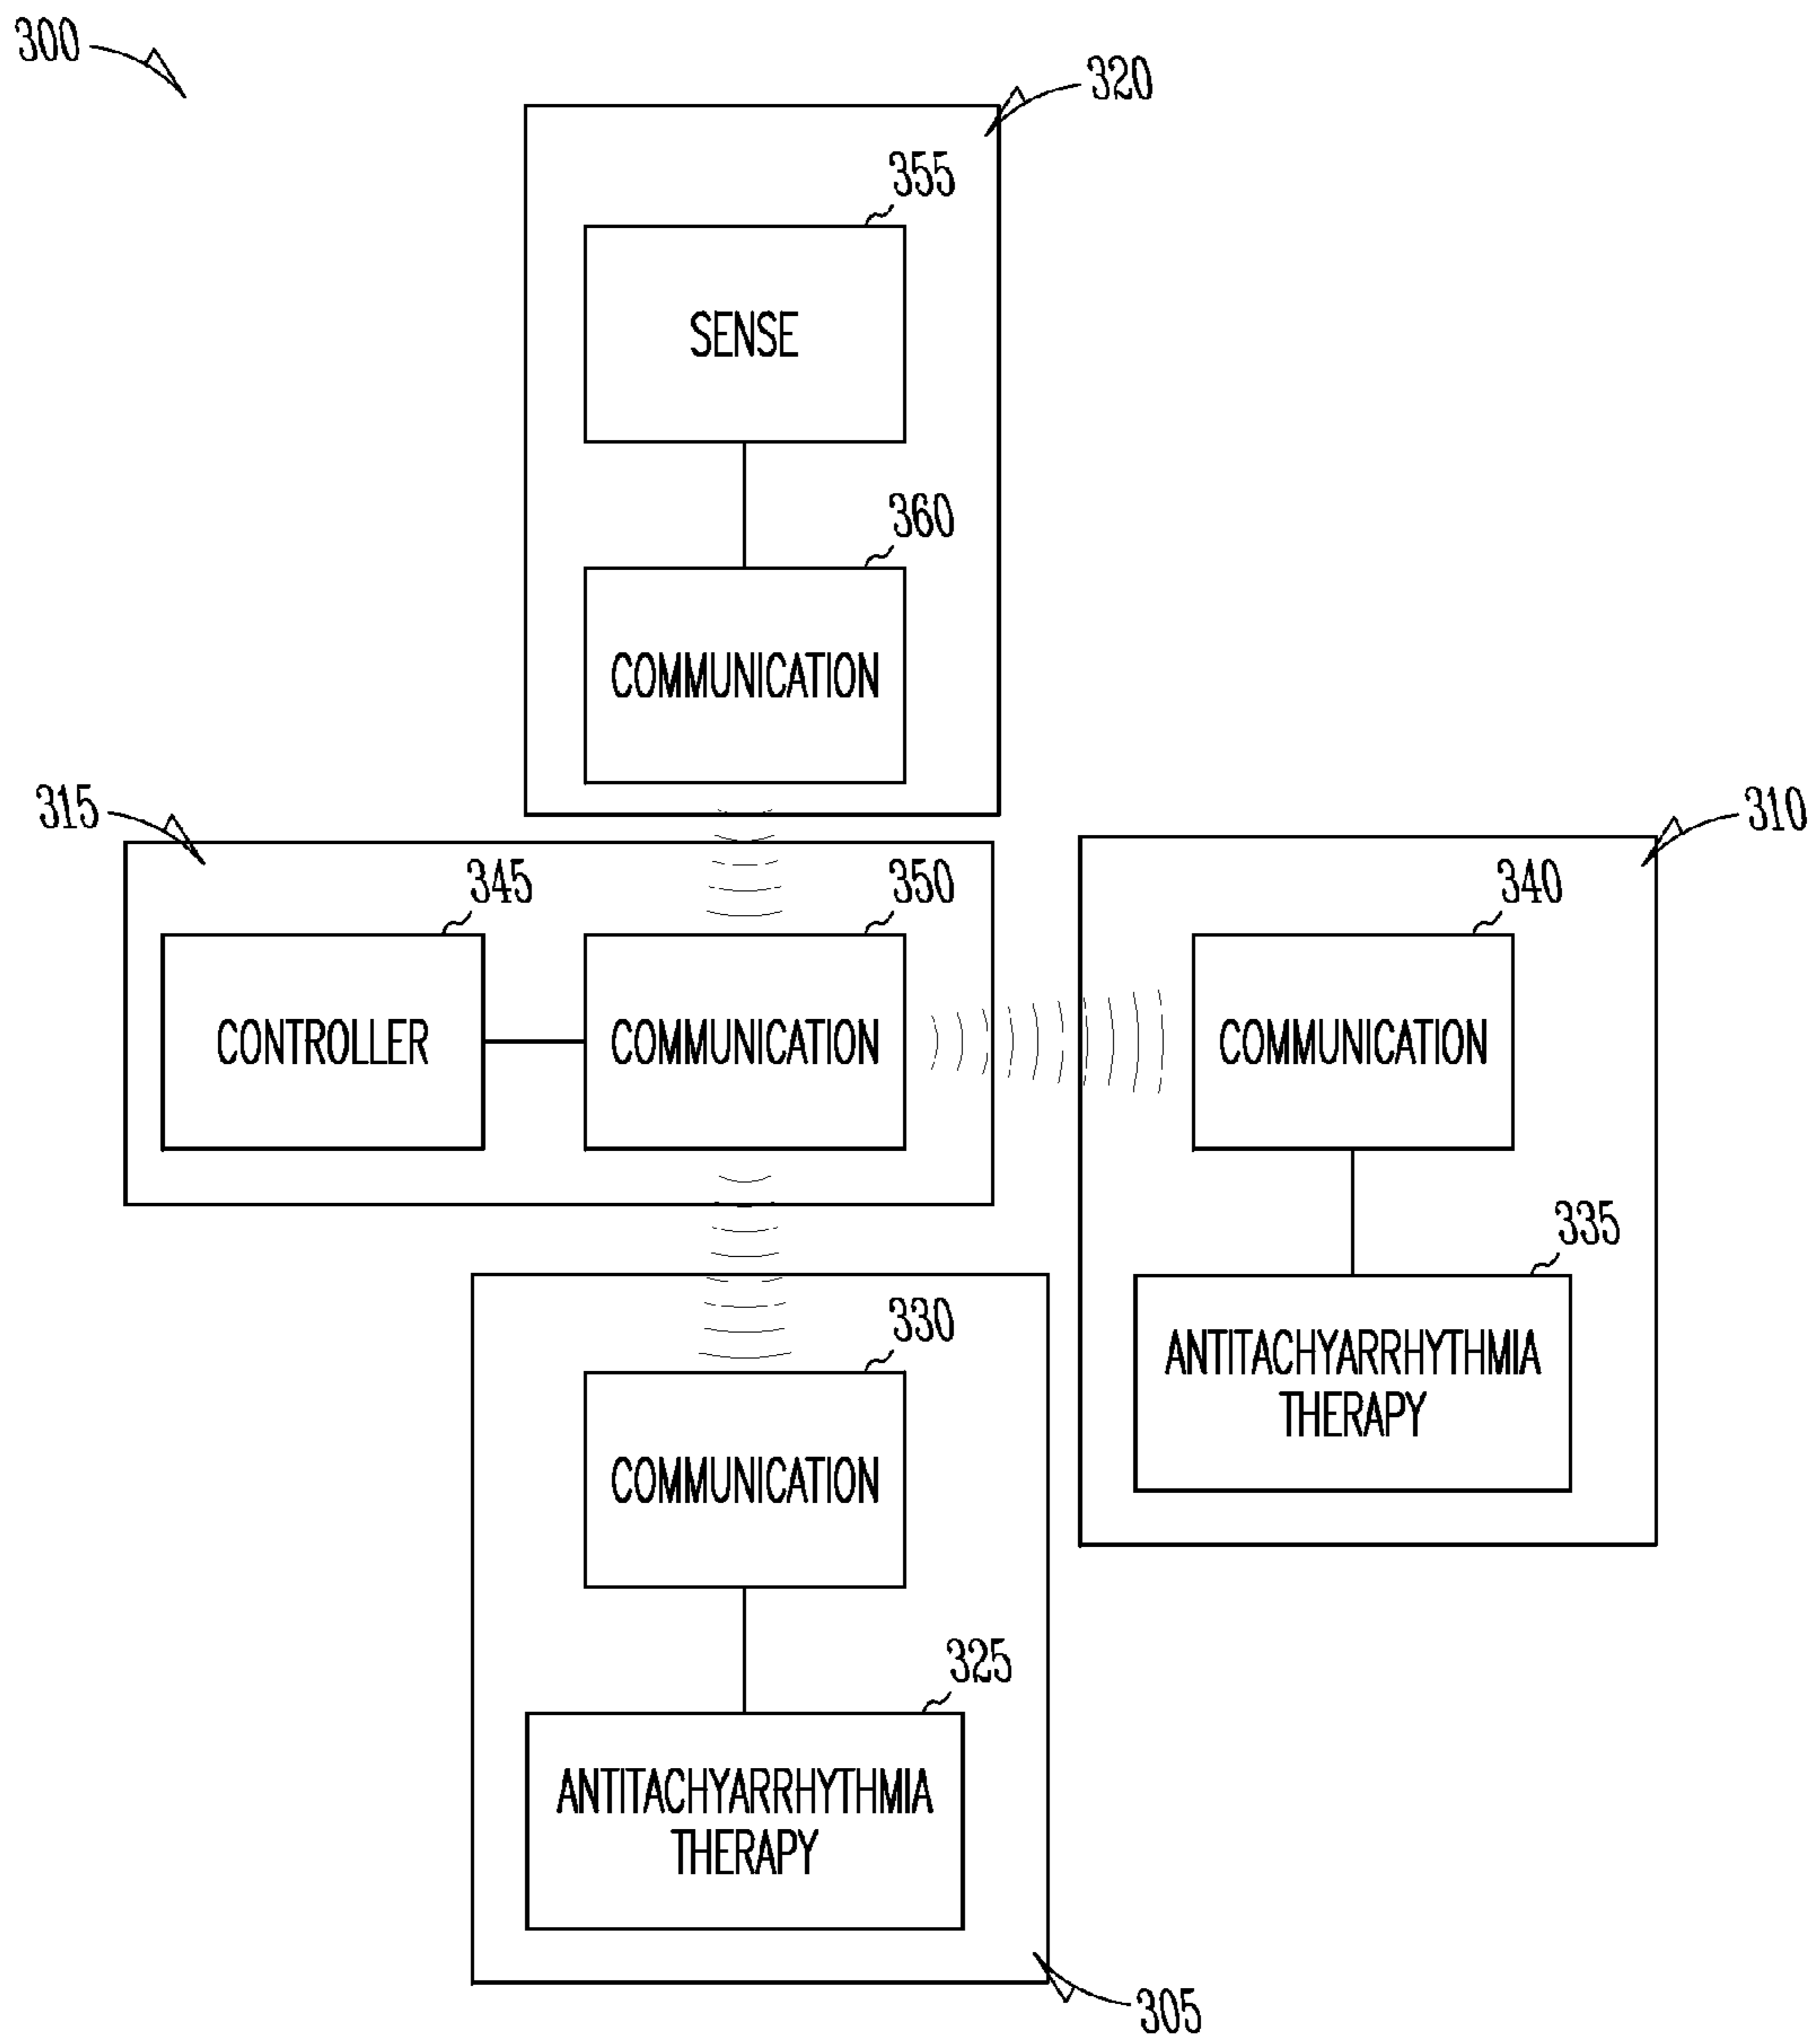 300
320
355
SENSE
360
COMMUNICATION
315
310
345
350
340
CONTROLLER
COMMUNICATION
COMMUNICATION
335
ANTITACHYARRHYTHMIA
THERAPY
330
COMMUNICATION
325
ANTITACHYARRHYTHMIA
THERAPY
305